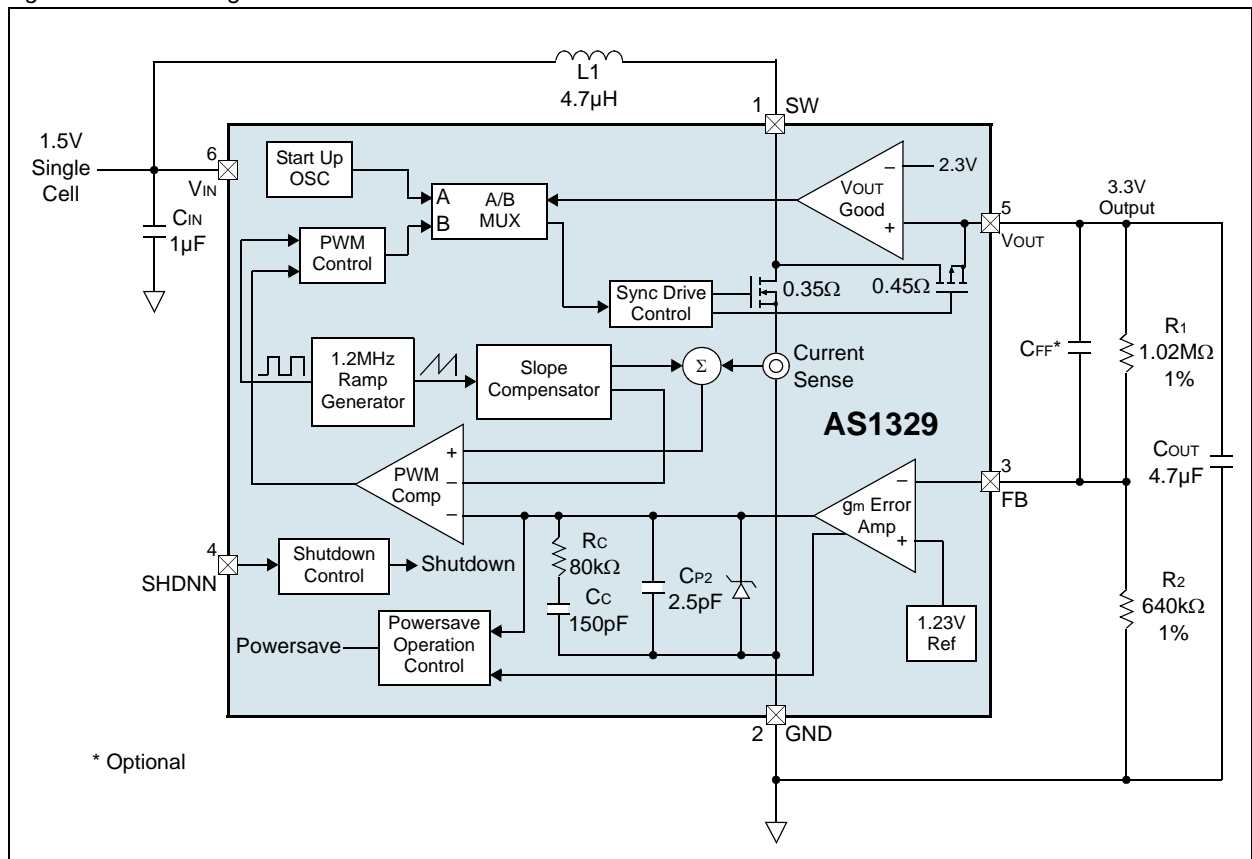 L1
4.7µH
1 SW
1.5V
Single
Cell
6
VIN
CIN
1µF
Start Up
OSC
A
B
A/B
MUX
PWM
Control
−
2.3V
VOUT
Good
+
5
VOUT
3.3V
Output
Sync Drive
Control
0.35Ω
0.45Ω
1.2MHz
Ramp
Generator
Slope
Compensator
Σ
Current
Sense
CFF*
R1
1.02MΩ
1%
AS1329
COUT
4.7µF
+
PWM
Comp
−
−
−
gm Error
Amp
+
3
FB
4
SHDNN
Shutdown
Control
Shutdown
RC
80kΩ
CC
150pF
CP2
2.5pF
1.23V
Ref
R2
640kΩ
1%
Powersave
Powersave
Operation
Control
2 GND
* Optional